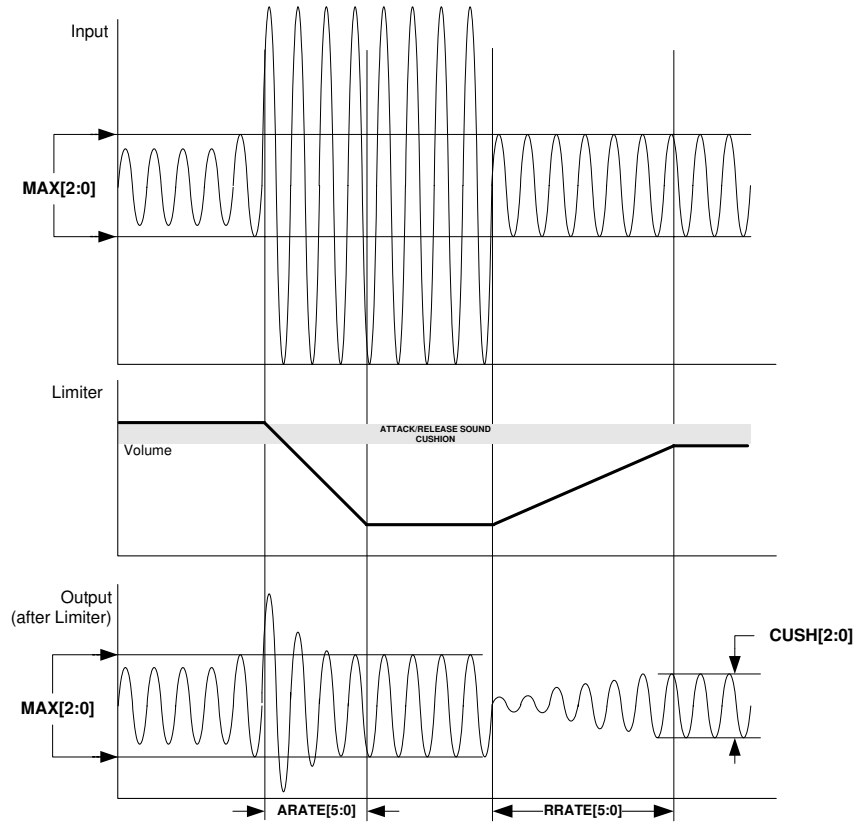 Input
MAX[2:0]
Limiter
ATTACK/RELEASE SOUND
CUSHION
Volume
Output
(after Limiter)
CUSH[2:0]
MAX[2:0]
ARATE[5:0]
RRATE[5:0]